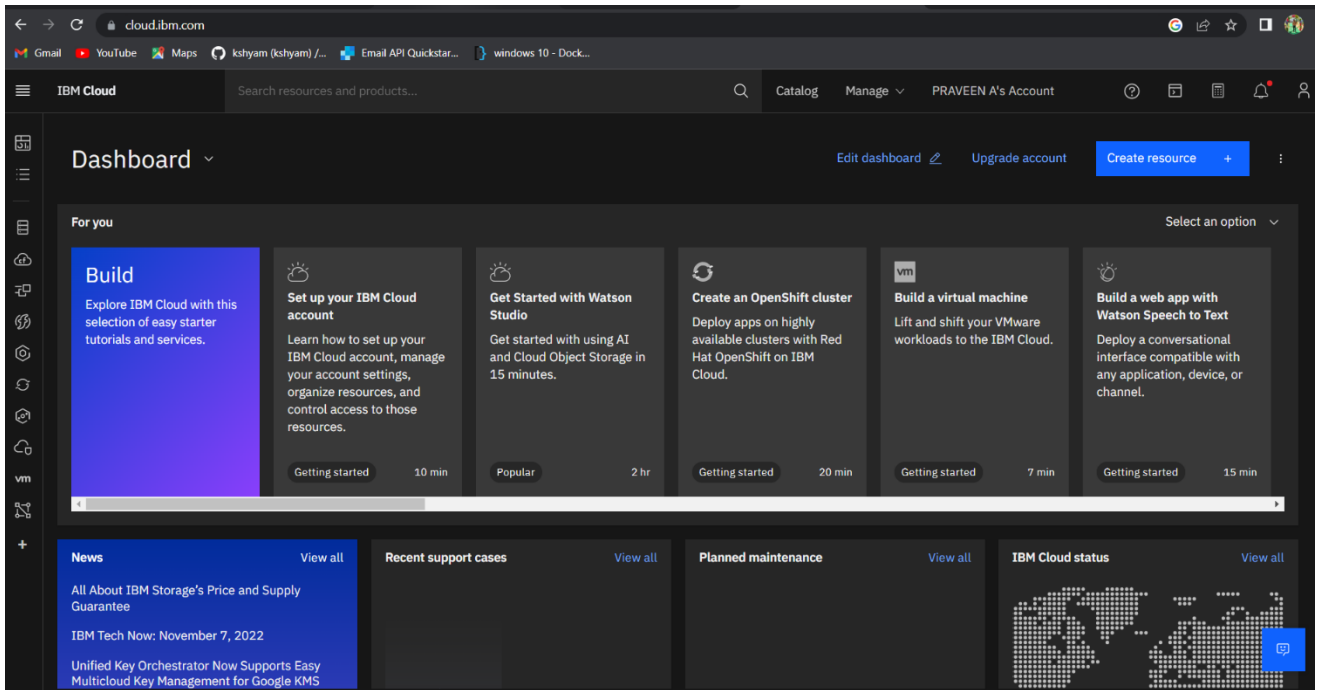 cloud.ibm.com
Gmail
YouTube
Maps
kshyam (kshyam) /...
Email API Quickstar...
windows 10 - Dock...
IBM Cloud
Search resources and products...
Catalog
Manage
PRAVEEN A's Account
Dashboard
Edit dashboard
Upgrade account
Create resource +
For you
Select an option
Build
Explore IBM Cloud with this
selection of easy starter
tutorials and services.
Set up your IBM Cloud
account
Learn how to set up your
IBM Cloud account, manage
your account settings,
organize resources, and
control access to those
resources.
Getting started
10 min
Get Started with Watson
Studio
Get started with using AI
and Cloud Object Storage in
15 minutes.
Popular
2 hr
Create an OpenShift cluster
Deploy apps on highly
available clusters with Red
Hat OpenShift on IBM
Cloud.
Getting started
20 min
vm
Build a virtual machine
Lift and shift your VMware
workloads to the IBM Cloud.
Getting started
7 min
Build a web app with
Watson Speech to Text
Deploy a conversational
interface compatible with
any application, device, or
channel.
Getting started
15 min
vm
News
View all
All About IBM Storage's Price and Supply
Guarantee
IBM Tech Now: November 7, 2022
Unified Key Orchestrator Now Supports Easy
Multicloud Key Management for Google KMS
Recent support cases
View all
Planned maintenance
View all
IBM Cloud status
View all